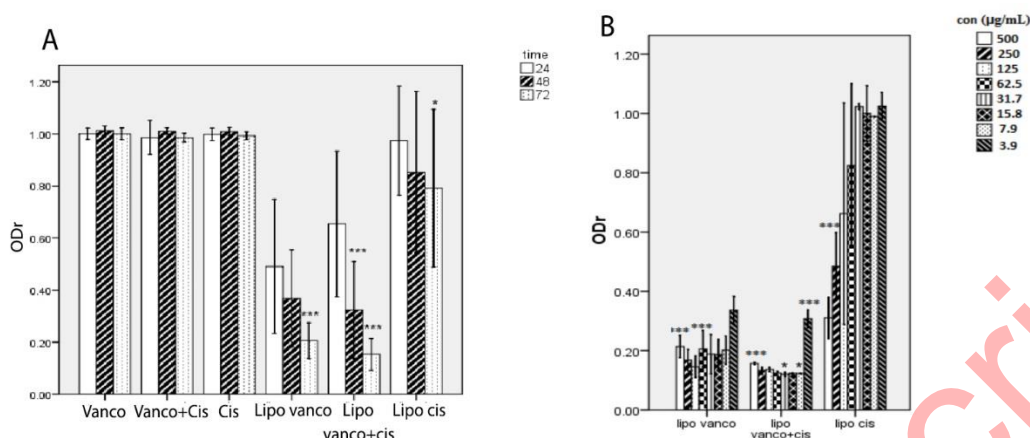 A
ODr
1.20
1.00
0.80
0.60
0.40
0.20
0.00
*
***
***
***
Vanco
Vanco+Cis
Cis
Lipo vanco
Lipo
vanco+cis
Lipo cis
time
24
48
72
B
ODr
1.20
1.00
0.80
0.60
0.40
0.20
0.00
***
***
***
*
*
***
***
lipo vanco
lipo
vanco+cis
lipo cis
con (µg/mL)
500
250
125
62.5
31.7
15.8
7.9
3.9
cri